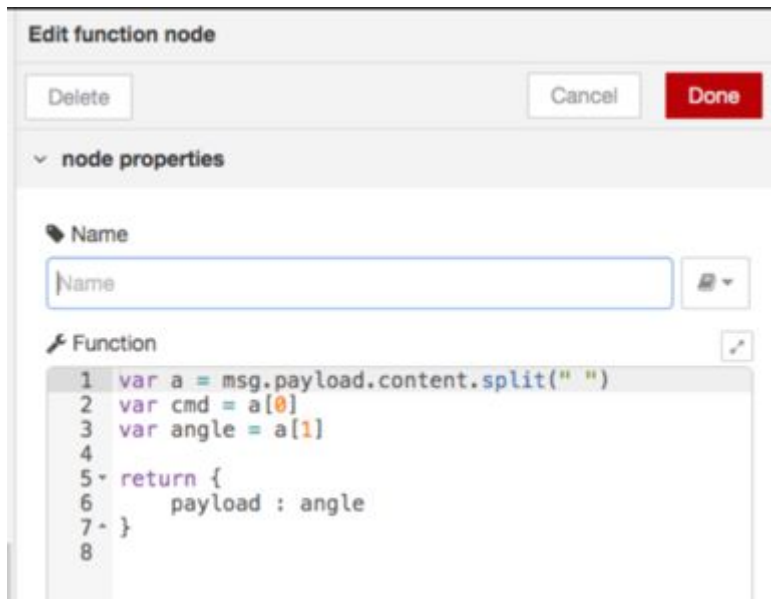 Edit function node
Delete Cancel Done
node properties
Name
Name
Function
1 var a = msg.payload.content.split(" ")
2 var cmd = a[0]
3 var angle = a[1]
4
5 return {
6 payload : angle
7 }
8